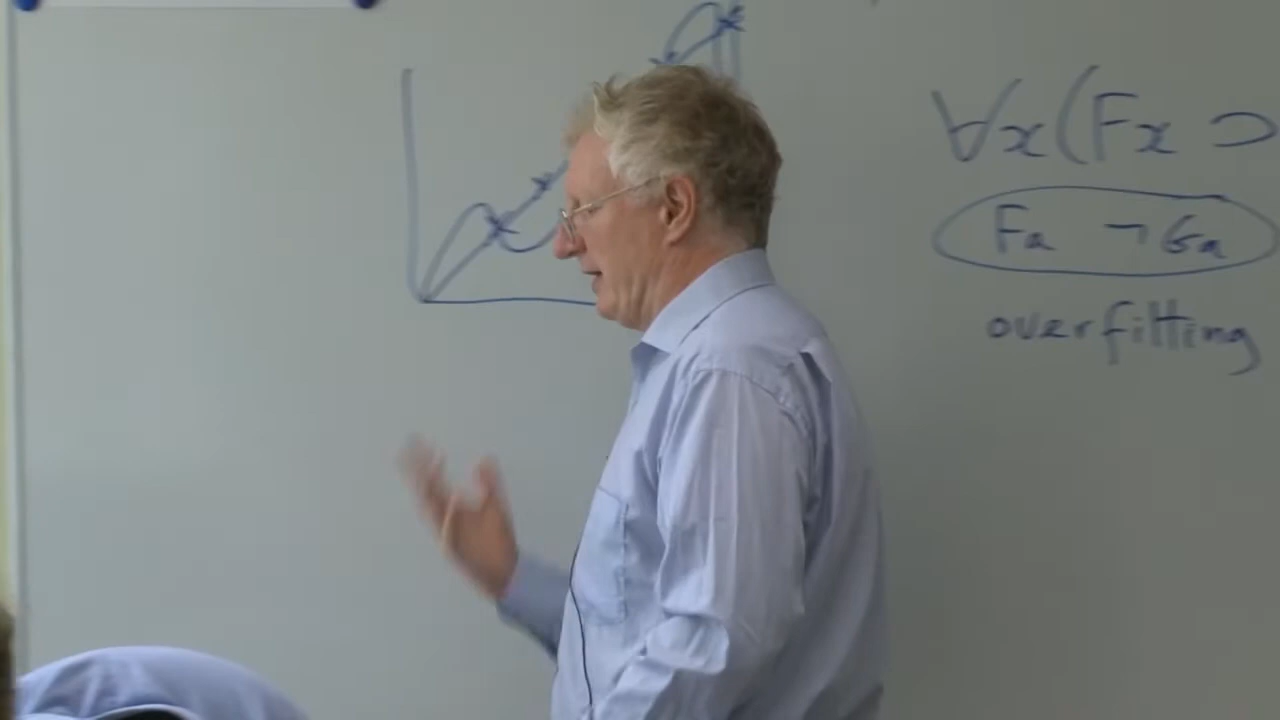 ∀x(Fx ⊃
Fa ¬Ga
overfitting